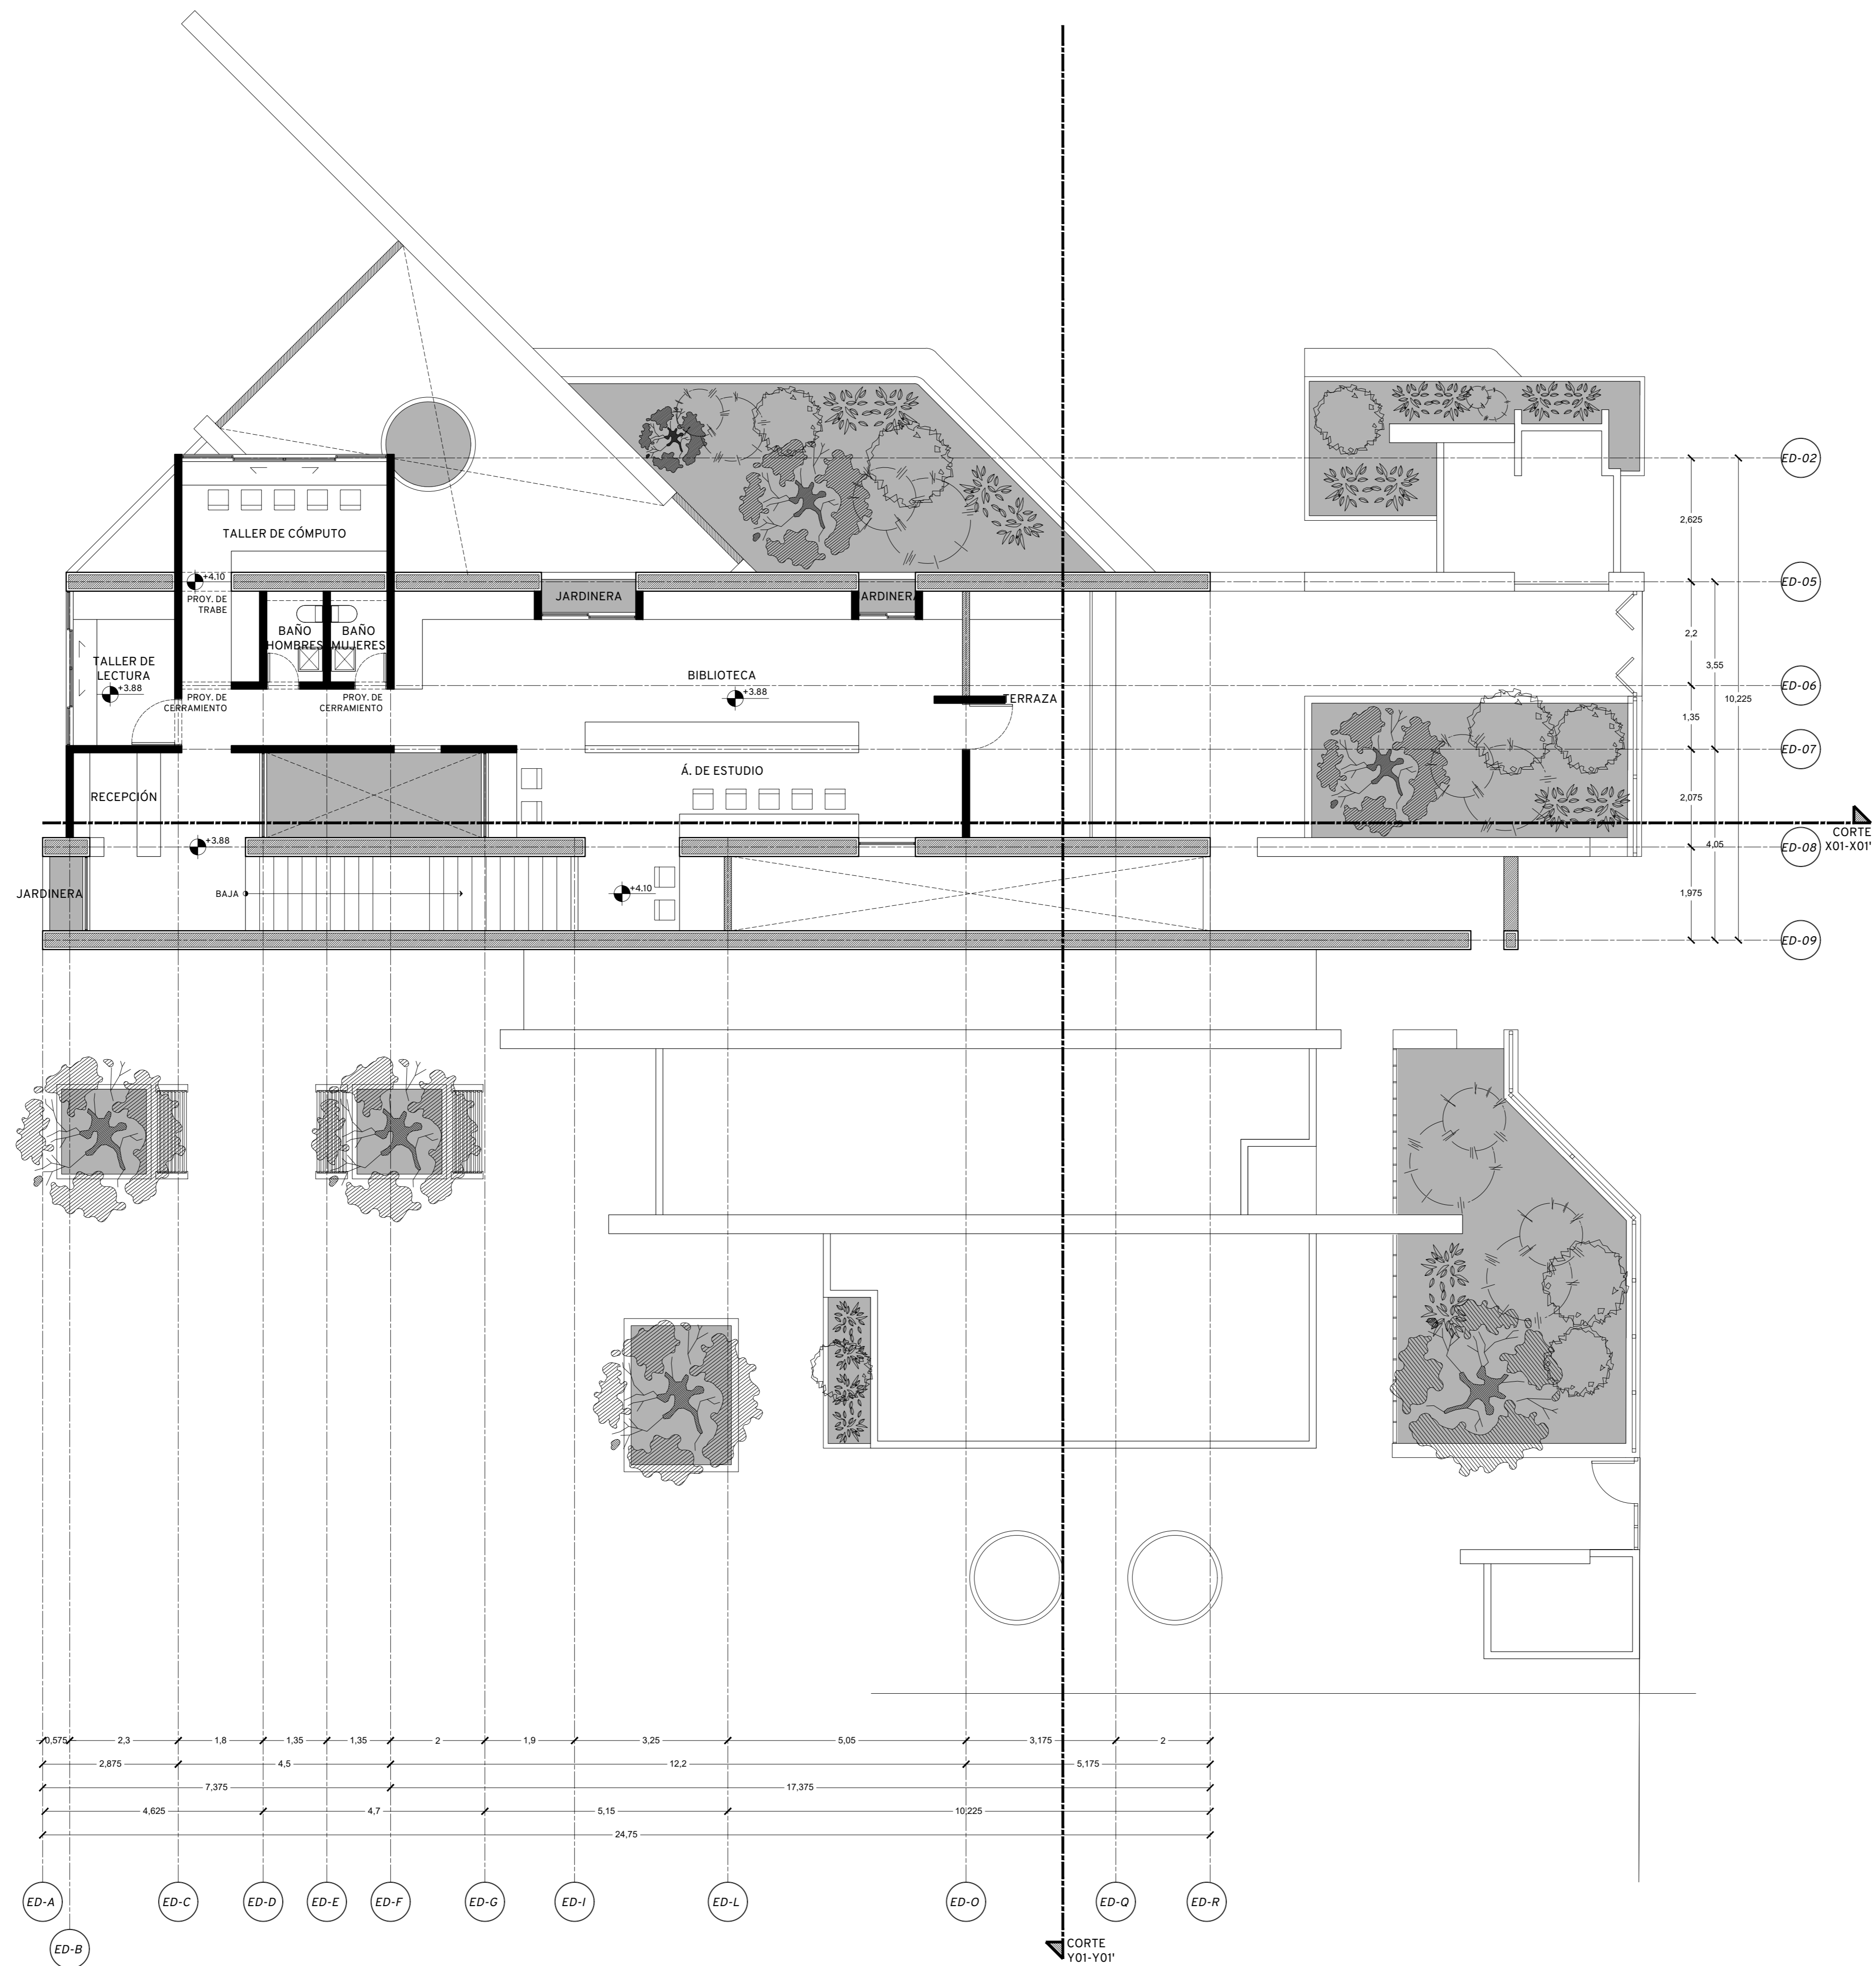 ED-02
2,625
TALLER DE CÓMPUTO
+4.10
ED-05
PROY. DE
TRABE
JARDINERA
JARDINERA
BAÑO
HOMBRES
BAÑO
MUJERES
2,2
TALLER DE
LECTURA
+3.88
3,55
BIBLIOTECA
+3.88
ED-06
PROY. DE
CERRAMIENTO
PROY. DE
CERRAMIENTO
TERRAZA
10,225
1,35
ED-07
Á. DE ESTUDIO
RECEPCIÓN
2,075
CORTE
X01-X01'
+3.88
4,05
ED-08
JARDINERA
BAJA
+4.10
1,975
ED-09
0,575
2,3
1,8
1,35
1,35
2
1,9
3,25
5,05
3,175
2
2,875
4,5
12,2
5,175
7,375
17,375
4,625
4,7
5,15
10,225
24,75
ED-A
ED-C
ED-D
ED-E
ED-F
ED-G
ED-I
ED-L
ED-O
ED-Q
ED-R
ED-B
CORTE
Y01-Y01'